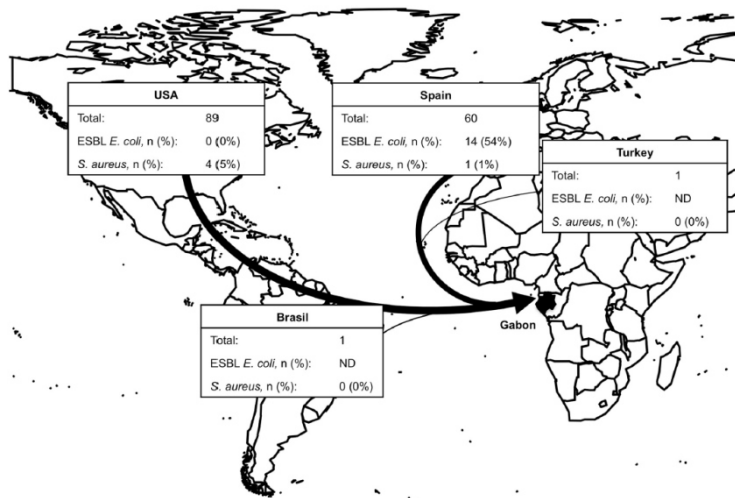 USA
Total: 89
ESBL E. coli, n (%): 0 (0%)
S. aureus, n (%): 4 (5%)
Spain
Total: 60
ESBL E. coli, n (%): 14 (54%)
S. aureus, n (%): 1 (1%)
Turkey
Total: 1
ESBL E. coli, n (%): ND
S. aureus, n (%): 0 (0%)
Gabon
Brasil
Total: 1
ESBL E. coli, n (%): ND
S. aureus, n (%): 0 (0%)